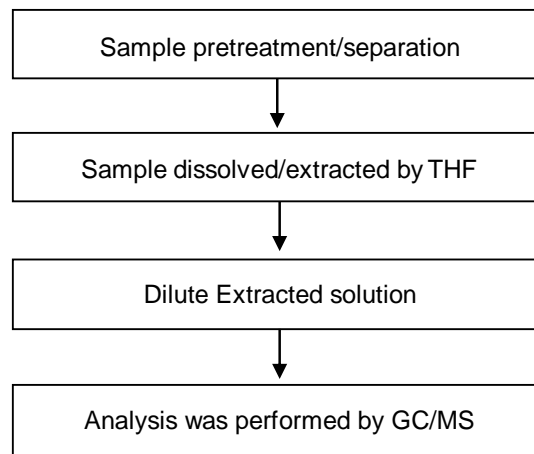 Sample pretreatment/separation
Sample dissolved/extracted by THF
Dilute Extracted solution
Analysis was performed by GC/MS